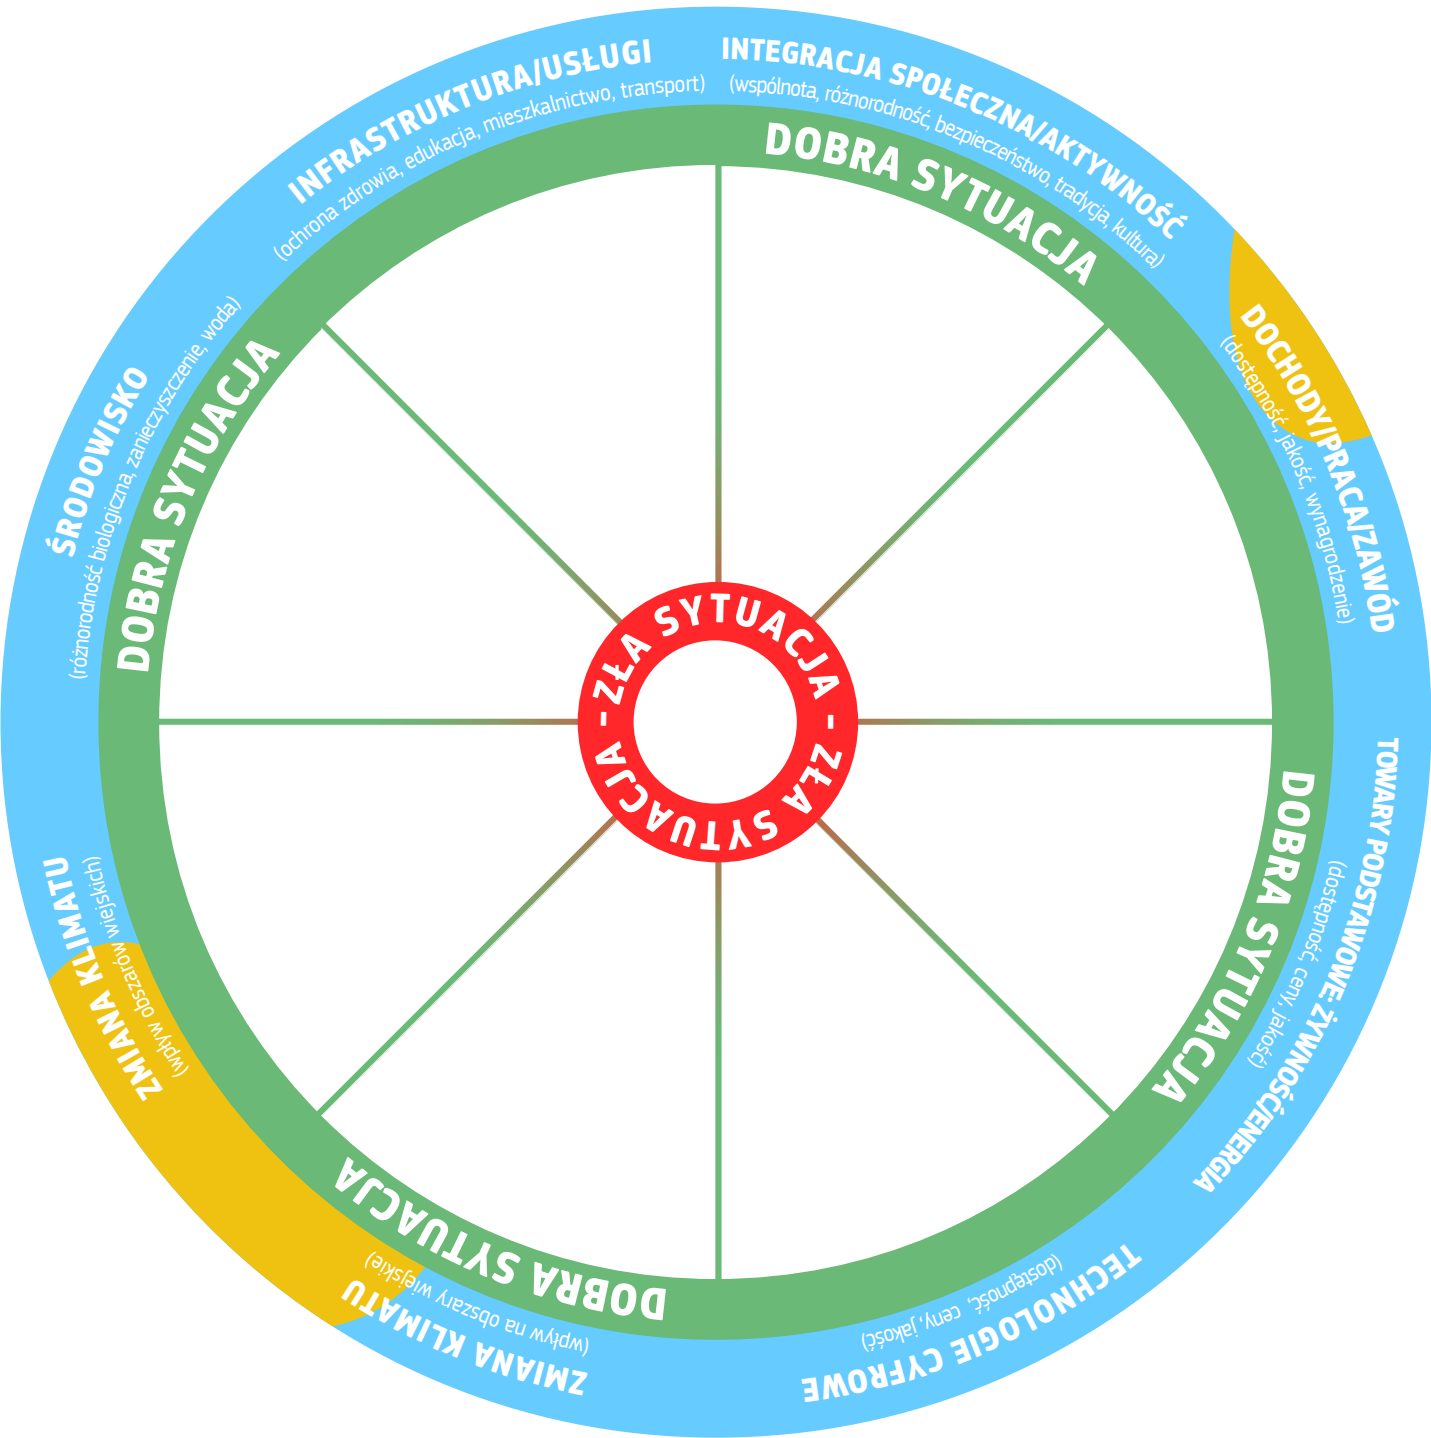 INTEGRACJA SPOŁECZNA/AKTYWNOŚĆ
(wspólnota, różnorodność, bezpieczeństwo, tradycja, kultura)
DOBRA SYTUACJA
DOCHODY/PRACA/ZAWÓD
(dostępność, jakość, wynagrodzenie)
TOWARY PODSTAWOWE: ŻYWNOŚĆ/ENERGIA
(dostępność, ceny, jakość)
DOBRA SYTUACJA
TECHNOLOGIE CYFROWE
(dostępność, ceny, jakość)
ZMIANA KLIMATU
(wpływ na obszary wiejskie)
DOBRA SYTUACJA
ZMIANA KLIMATU
(wpływ obszarów wiejskich)
ŚRODOWISKO
(różnorodność biologiczna, zanieczyszczenie, woda)
DOBRA SYTUACJA
INFRASTRUKTURA/USŁUGI
(ochrona zdrowia, edukacja, mieszkalnictwo, transport)
ZŁA SYTUACJA - ZŁA SYTUACJA -